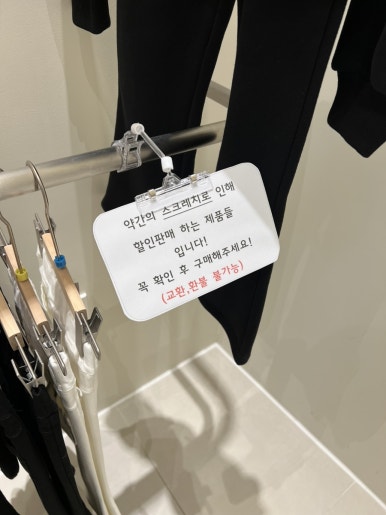 약간의 스크레치로 인해
할인판매 하는 제품들
입니다!
꼭 확인 후 구매해주세요!
(교환,환불 불가능)